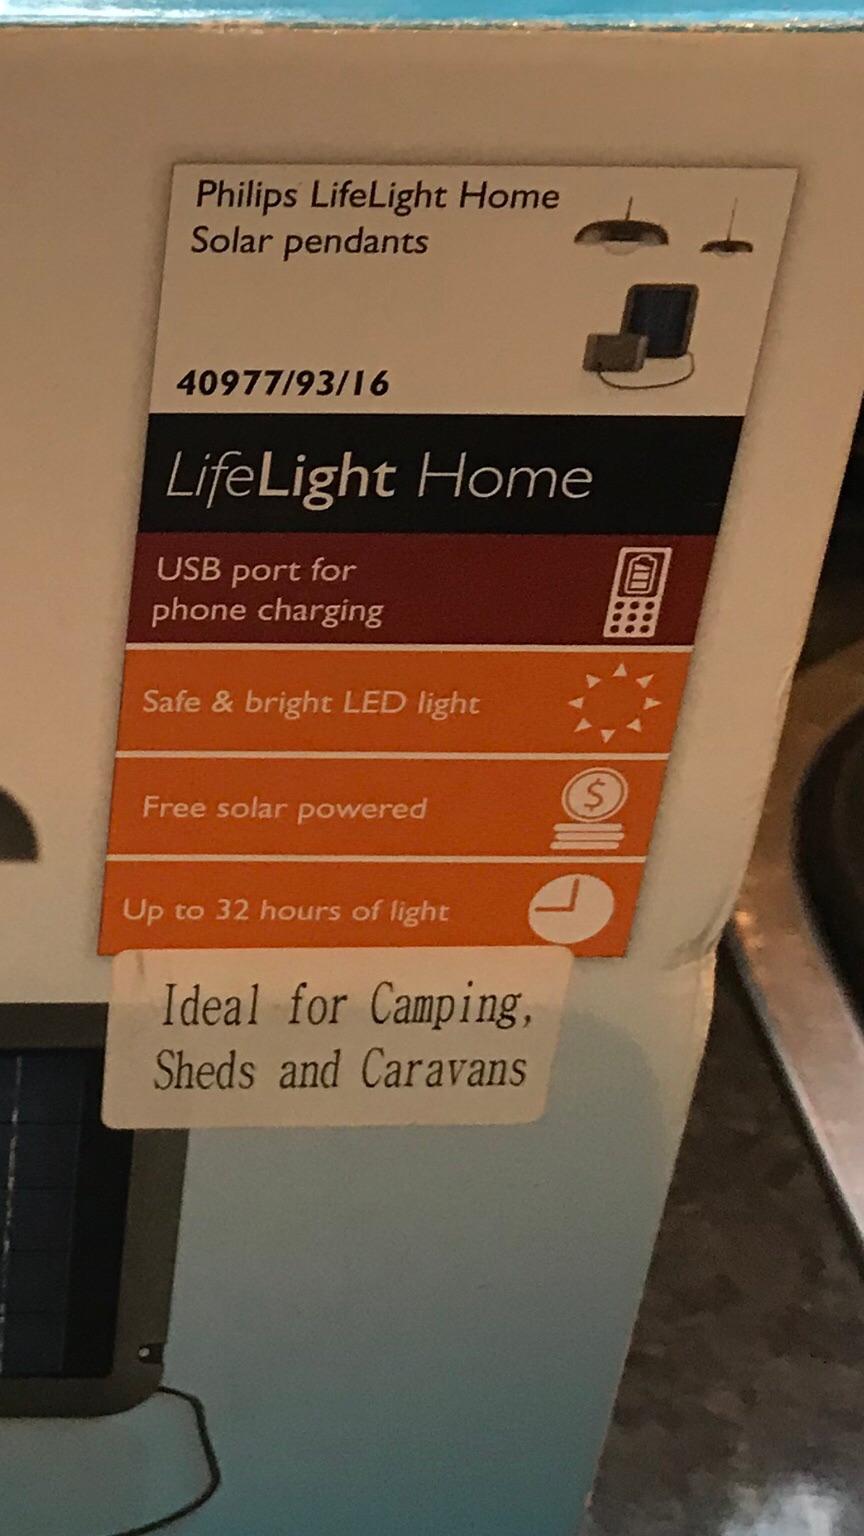 Philips LifeLight Home
Solar pendants
40977/93/16
LifeLight Home
USB port for
phone charging
Safe & bright LED light
Free solar powered
$
Up to 32 hours of light
Ideal for Camping,
Sheds and Caravans